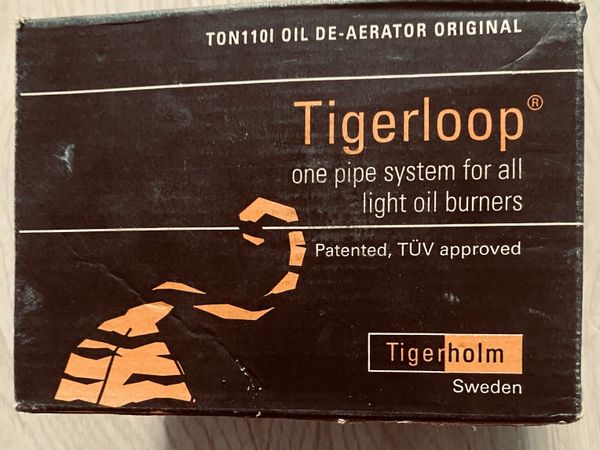 TON110I OIL DE-AERATOR ORIGINAL
Tigerloop®
one pipe system for all
light oil burners
Patented, TÜV approved
Tigerholm
Sweden